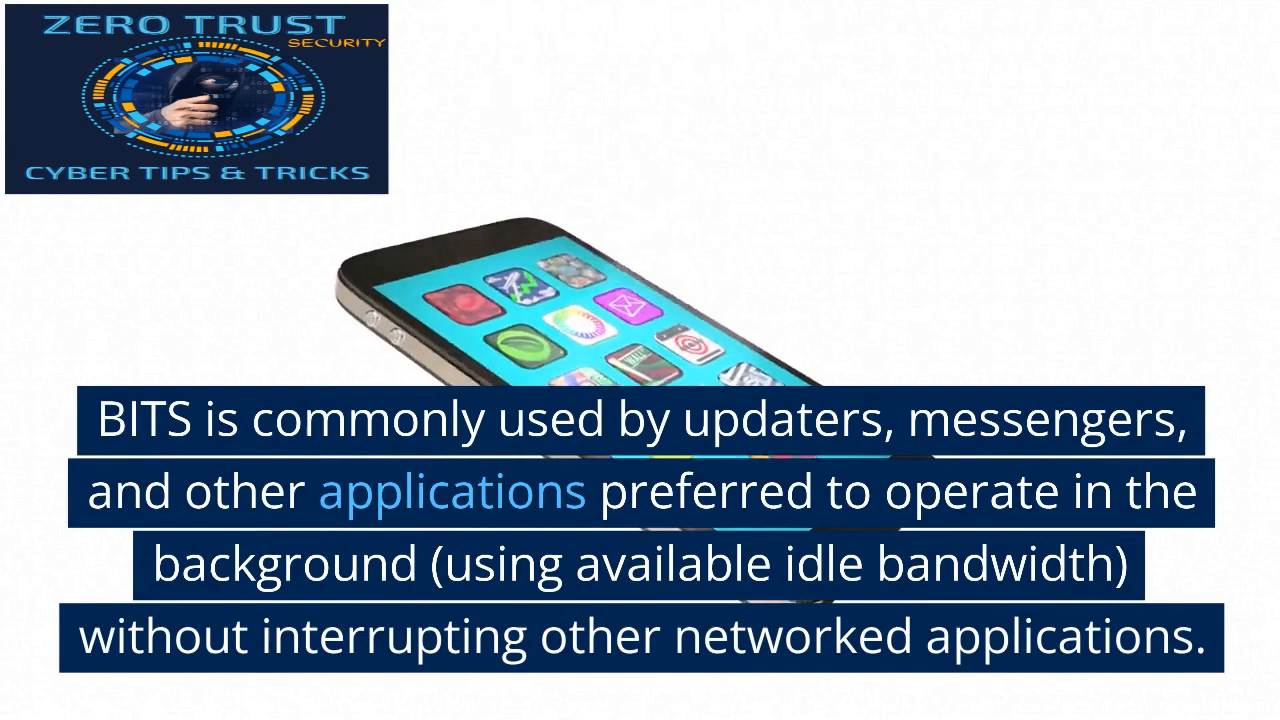 ZERO TRUST
SECURITY
CYBER TIPS & TRICKS
BITS is commonly used by updaters, messengers,
and other applications preferred to operate in the
background (using available idle bandwidth)
without interrupting other networked applications.